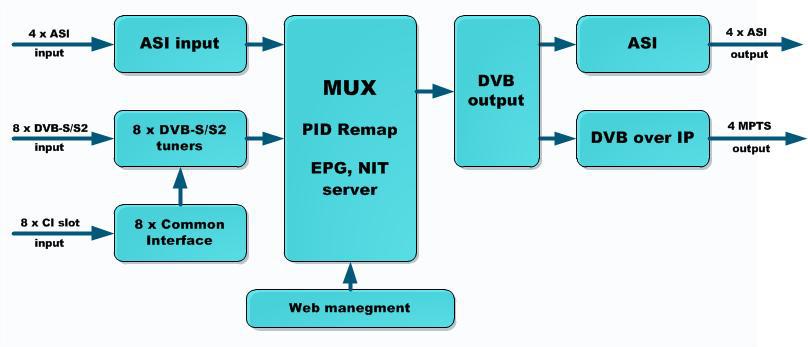 4 x ASI
input
ASI input
8 x DVB-S/S2
input
8 x DVB-S/S2
tuners
8 x CI slot
input
8 x Common
Interface
MUX
PID Remap
EPG, NIT
server
Web manegment
DVB
output
ASI
4 x ASI
output
DVB over IP
4 MPTS
output